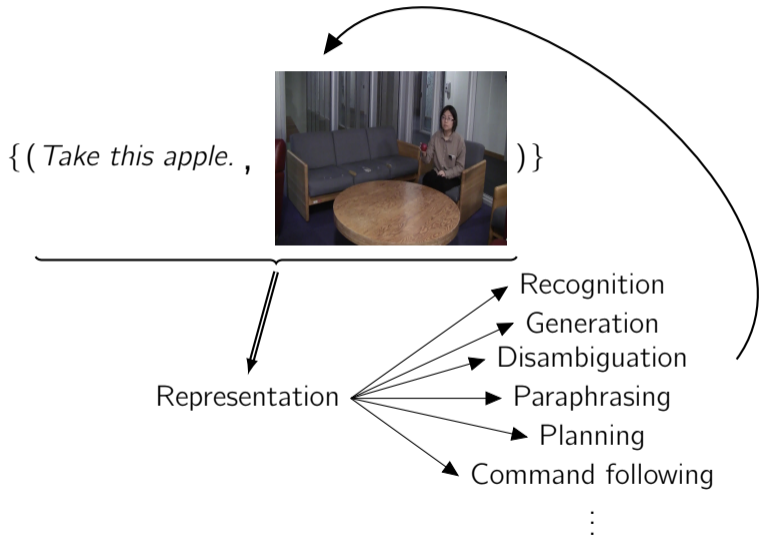 {(Take this apple. , )}
Recognition
Generation
Disambiguation
Representation
Paraphrasing
Planning
Command following
⋮